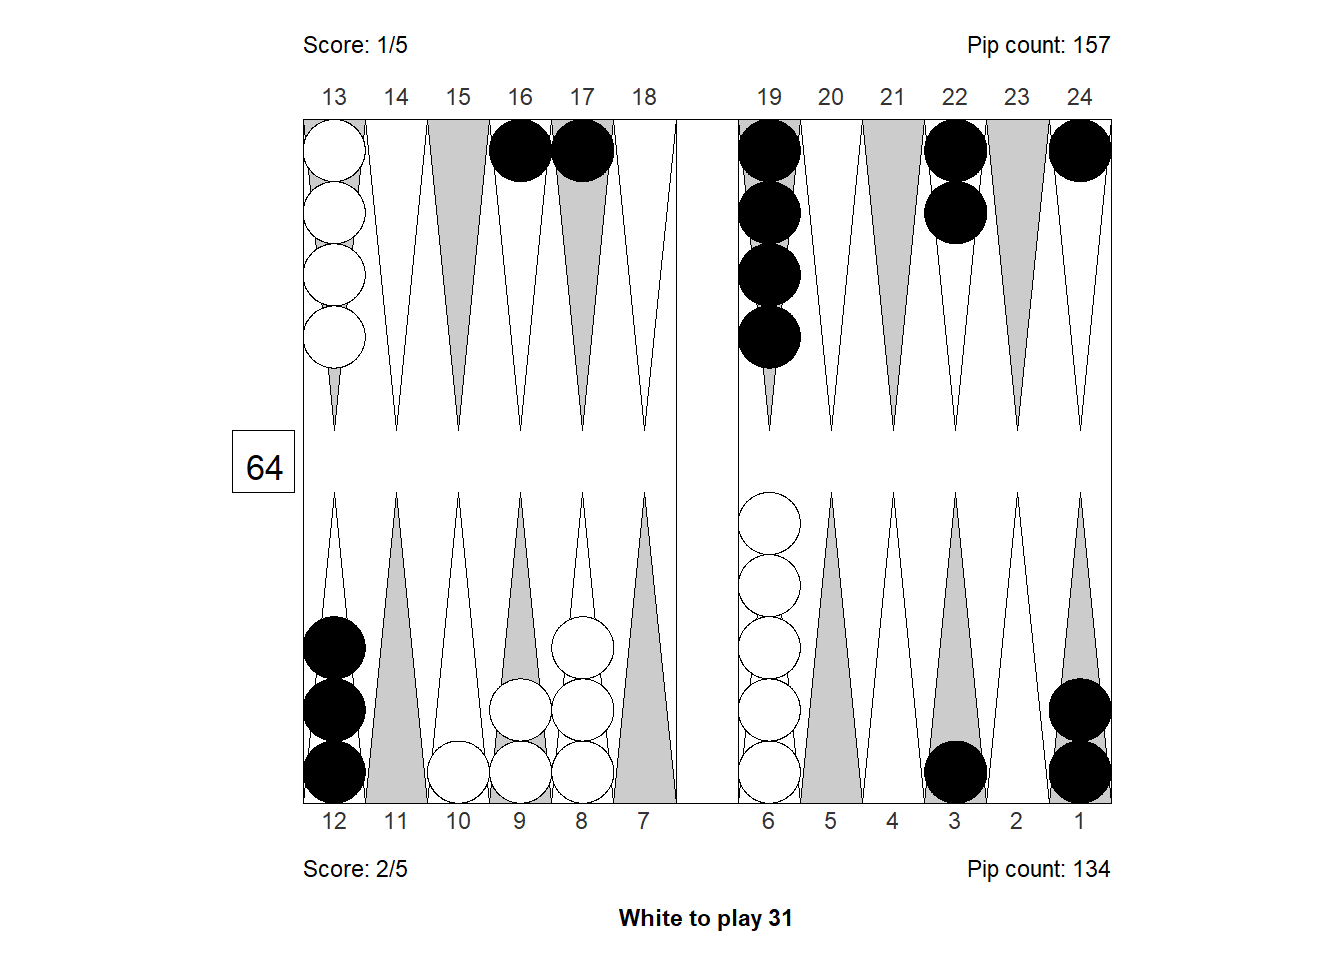 Score: 1/5 Pip count: 157
13 14 15 16 17 18 19 20 21 22 23 24
64
12 11 10 9 8 7 6 5 4 3 2 1
Score: 2/5 Pip count: 134
White to play 31